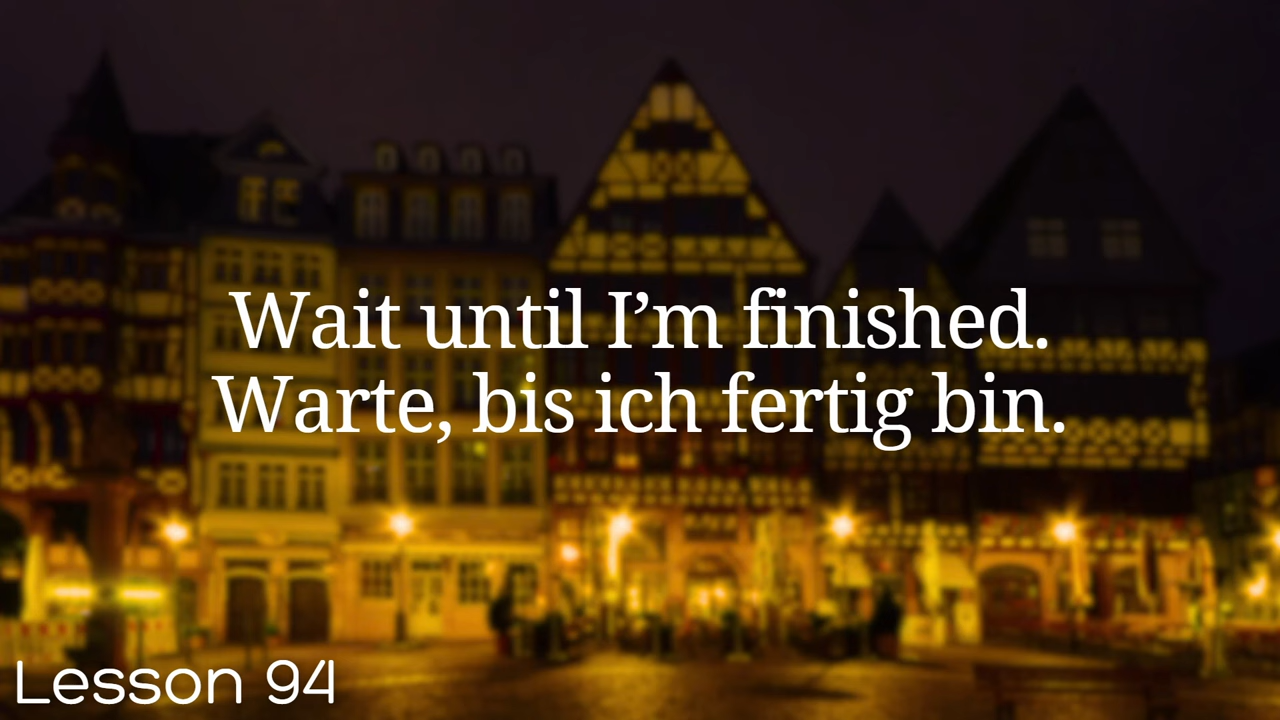 Wait until I’m finished.
Warte, bis ich fertig bin.
Lesson 94